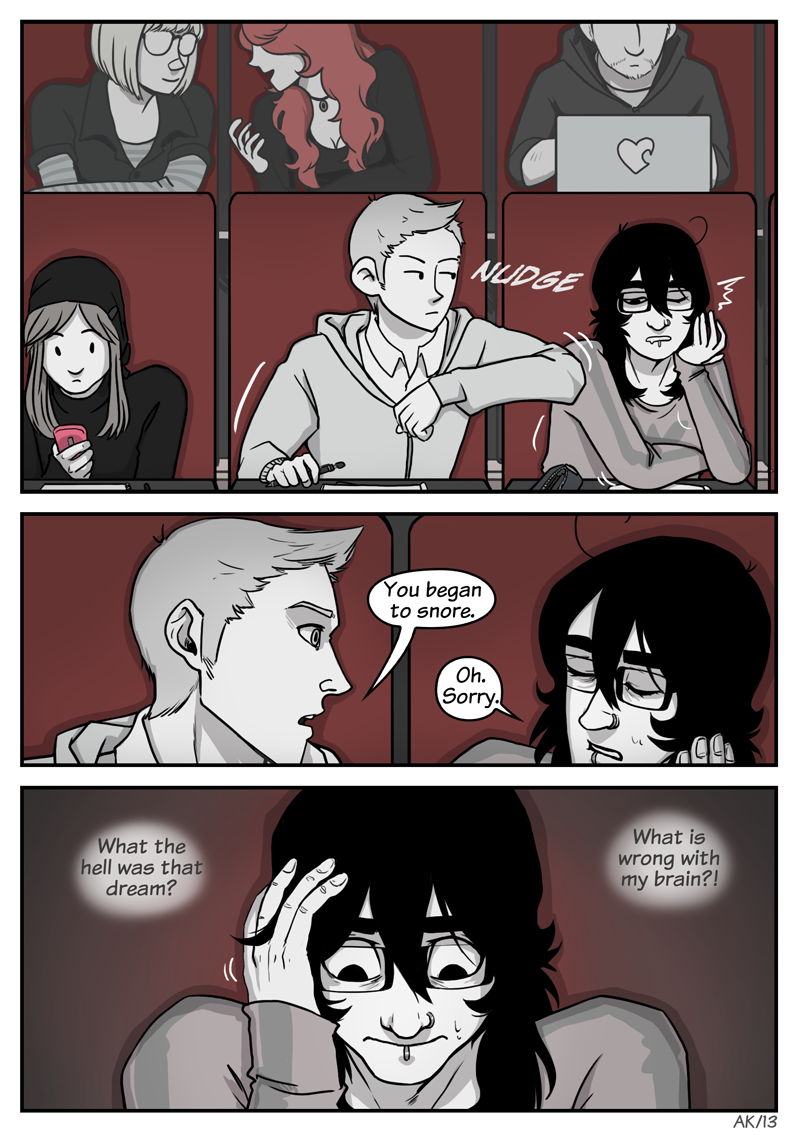 NUDGE
You began
to snore.
Oh.
Sorry.
What the
hell was that
dream?
What is
wrong with
my brain?!
AK/13